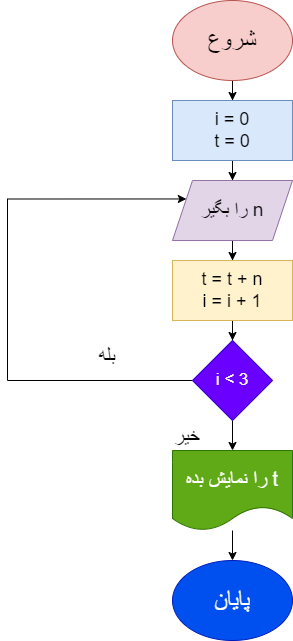 شروع
i = 0
t = 0
n را بگیر
t = t + n
i = i + 1
بله
i < 3
خیر
t را نمایش بده
پایان